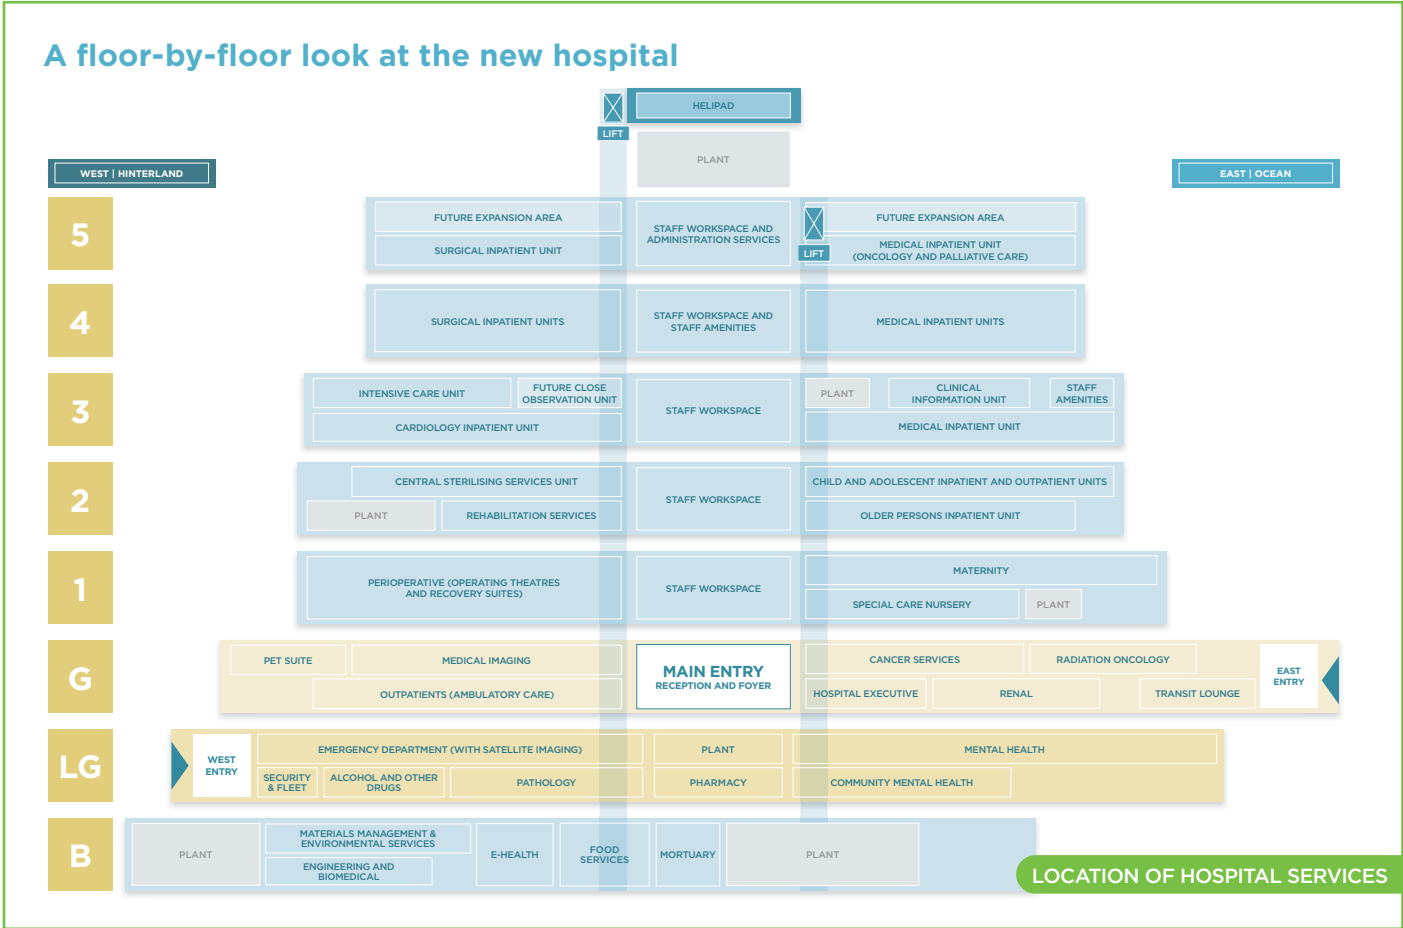 A floor-by-floor look at the new hospital
HELIPAD
LIFT
PLANT
WEST | HINTERLAND
EAST | OCEAN
5
FUTURE EXPANSION AREA
SURGICAL INPATIENT UNIT
STAFF WORKSPACE AND
ADMINISTRATION SERVICES
LIFT
FUTURE EXPANSION AREA
MEDICAL INPATIENT UNIT
(ONCOLOGY AND PALLIATIVE CARE)
4
SURGICAL INPATIENT UNITS
STAFF WORKSPACE AND
STAFF AMENITIES
MEDICAL INPATIENT UNITS
3
INTENSIVE CARE UNIT
FUTURE CLOSE
OBSERVATION UNIT
CARDIOLOGY INPATIENT UNIT
STAFF WORKSPACE
PLANT
CLINICAL
INFORMATION UNIT
STAFF
AMENITIES
MEDICAL INPATIENT UNIT
2
CENTRAL STERILISING SERVICES UNIT
PLANT
REHABILITATION SERVICES
STAFF WORKSPACE
CHILD AND ADOLESCENT INPATIENT AND OUTPATIENT UNITS
OLDER PERSONS INPATIENT UNIT
1
PERIOPERATIVE (OPERATING THEATRES
AND RECOVERY SUITES)
STAFF WORKSPACE
MATERNITY
SPECIAL CARE NURSERY
PLANT
G
PET SUITE
MEDICAL IMAGING
OUTPATIENTS (AMBULATORY CARE)
MAIN ENTRY
RECEPTION AND FOYER
CANCER SERVICES
RADIATION ONCOLOGY
HOSPITAL EXECUTIVE
RENAL
TRANSIT LOUNGE
EAST
ENTRY
LG
WEST
ENTRY
EMERGENCY DEPARTMENT (WITH SATELLITE IMAGING)
SECURITY
& FLEET
ALCOHOL AND OTHER
DRUGS
PATHOLOGY
PLANT
PHARMACY
MENTAL HEALTH
COMMUNITY MENTAL HEALTH
B
PLANT
MATERIALS MANAGEMENT &
ENVIRONMENTAL SERVICES
ENGINEERING AND
BIOMEDICAL
E-HEALTH
FOOD
SERVICES
MORTUARY
PLANT
LOCATION OF HOSPITAL SERVICES